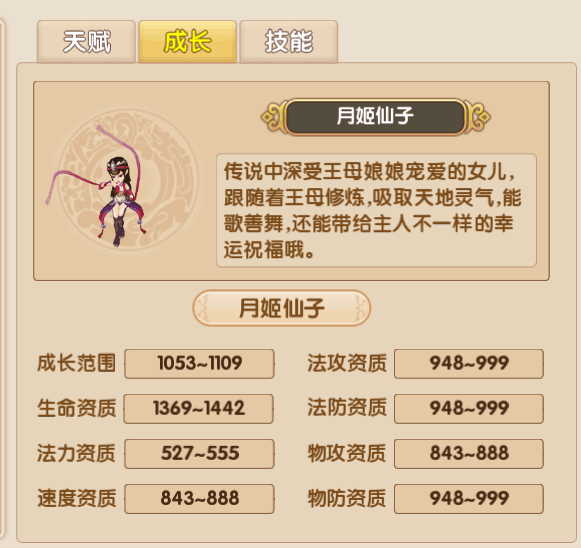 天赋 成长 技能
月姬仙子
传说中深受王母娘娘宠爱的女儿,
跟随着王母修炼,吸取天地灵气,能
歌善舞,还能带给主人不一样的幸
运祝福哦。
月姬仙子
成长范围 1053~1109 法攻资质 948~999
生命资质 1369~1442 法防资质 948~999
法力资质 527~555 物攻资质 843~888
速度资质 843~888 物防资质 948~999